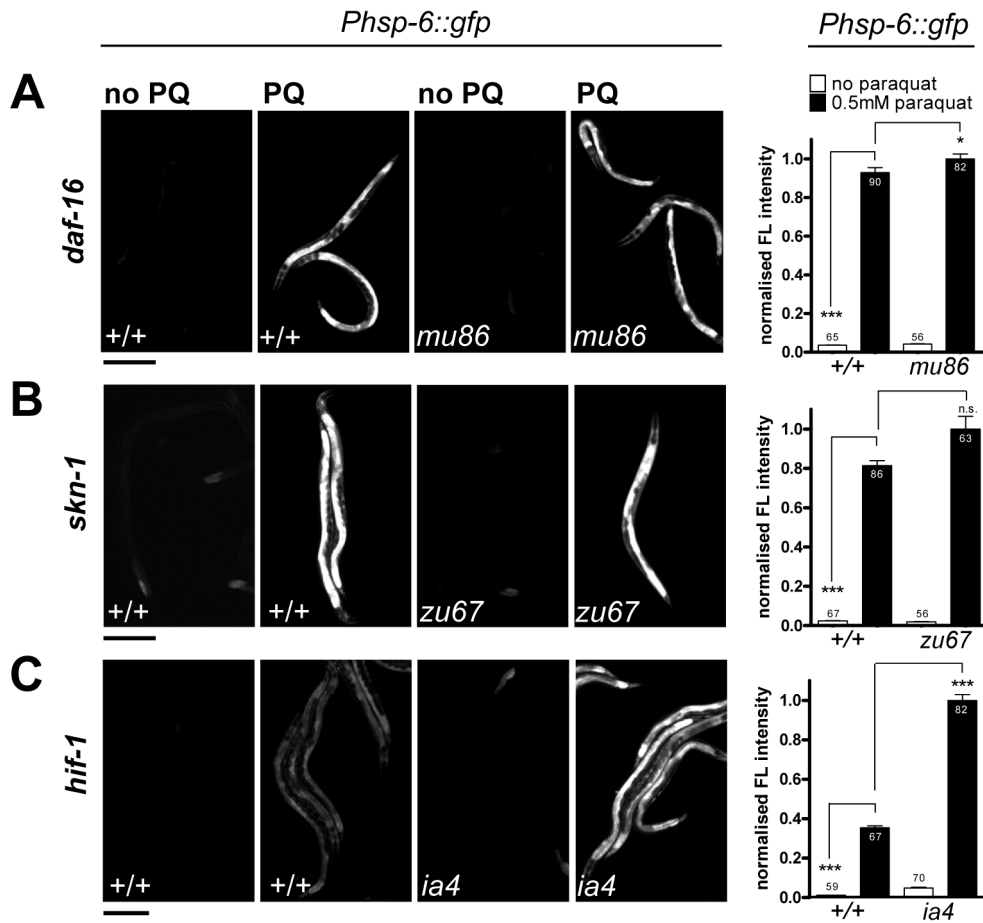 Phsp-6::gfp
Phsp-6::gfp
A
no PQ PQ no PQ PQ
daf-16
+/+ +/+ mu86 mu86
no paraquat
0.5mM paraquat
normalised FL intensity
1.0
0.8
0.6
0.4
0.2
0.0
***
*
65 90 56 82
+/+ mu86
B
skn-1
+/+ +/+ zu67 zu67
normalised FL intensity
1.0
0.8
0.6
0.4
0.2
0.0
***
n.s.
67 86 56 63
+/+ zu67
C
hif-1
+/+ +/+ ia4 ia4
normalised FL intensity
1.0
0.8
0.6
0.4
0.2
0.0
***
***
59 67 70 82
+/+ ia4